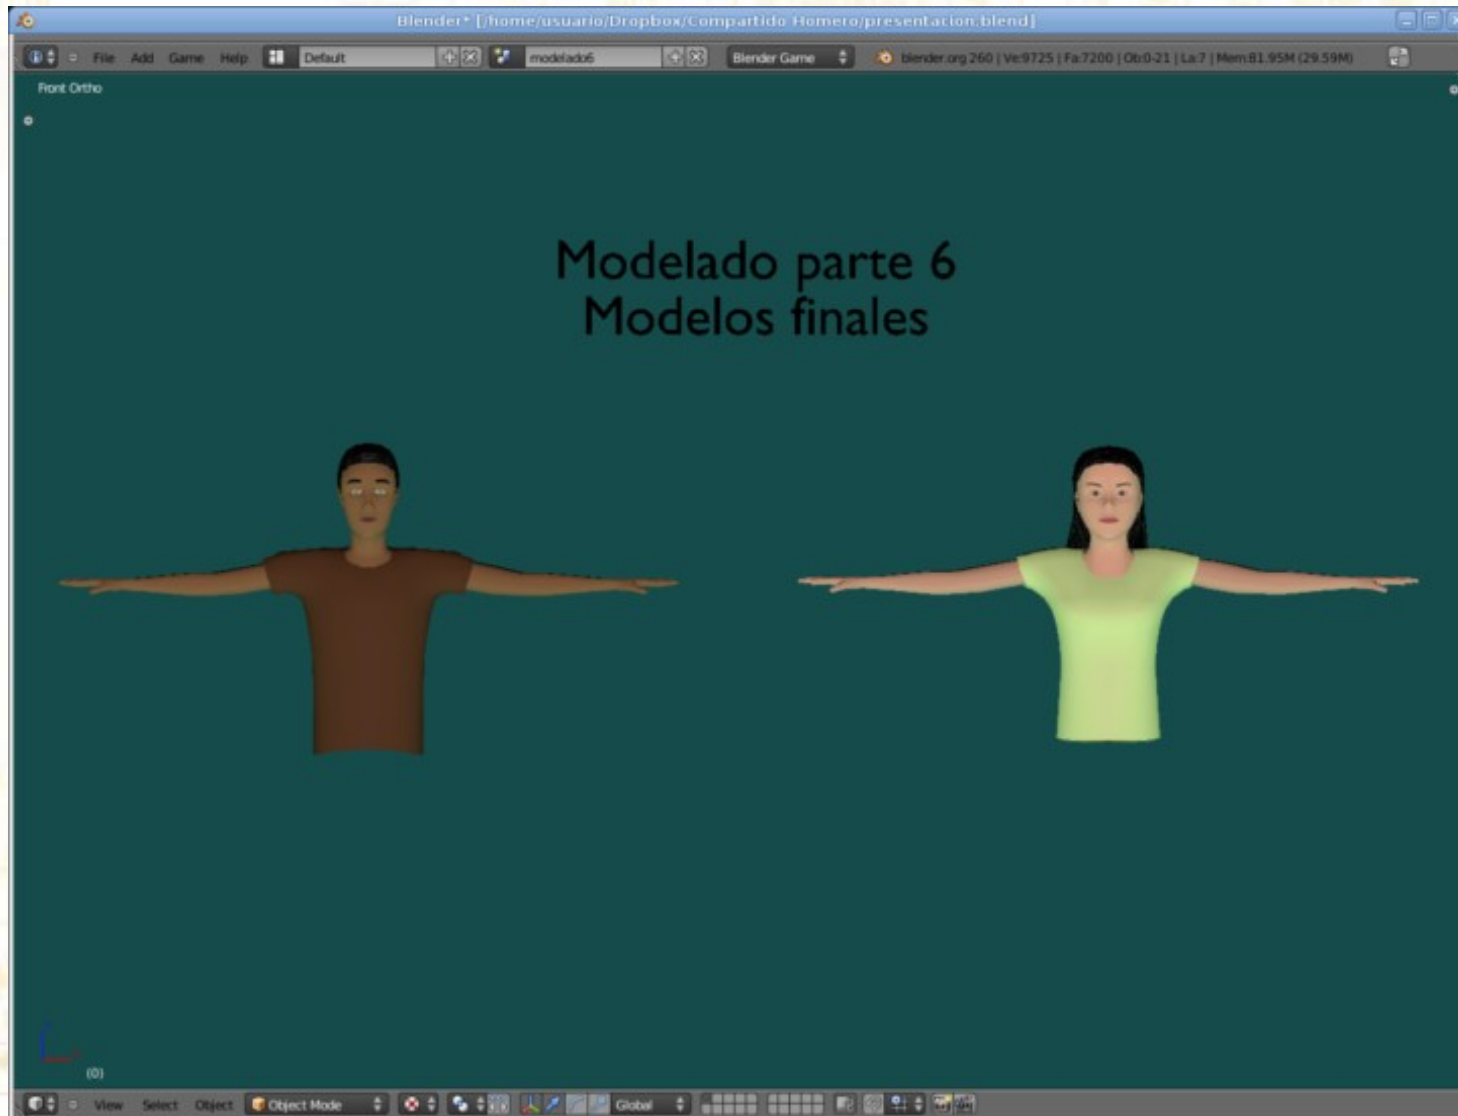 Blender* [/home/usuario/Dropbox/Compartido Homero/presentacion.blend]
File Add Game Help Default modelado6 Blender Game blender.org 260 | Ve:9725 | Fa:7200 | Ob:0-21 | La:7 | Mem:81.95M (29.59M)
Front Ortho
Modelado parte 6
Modelos finales
(0)
View Select Object Object Mode Global